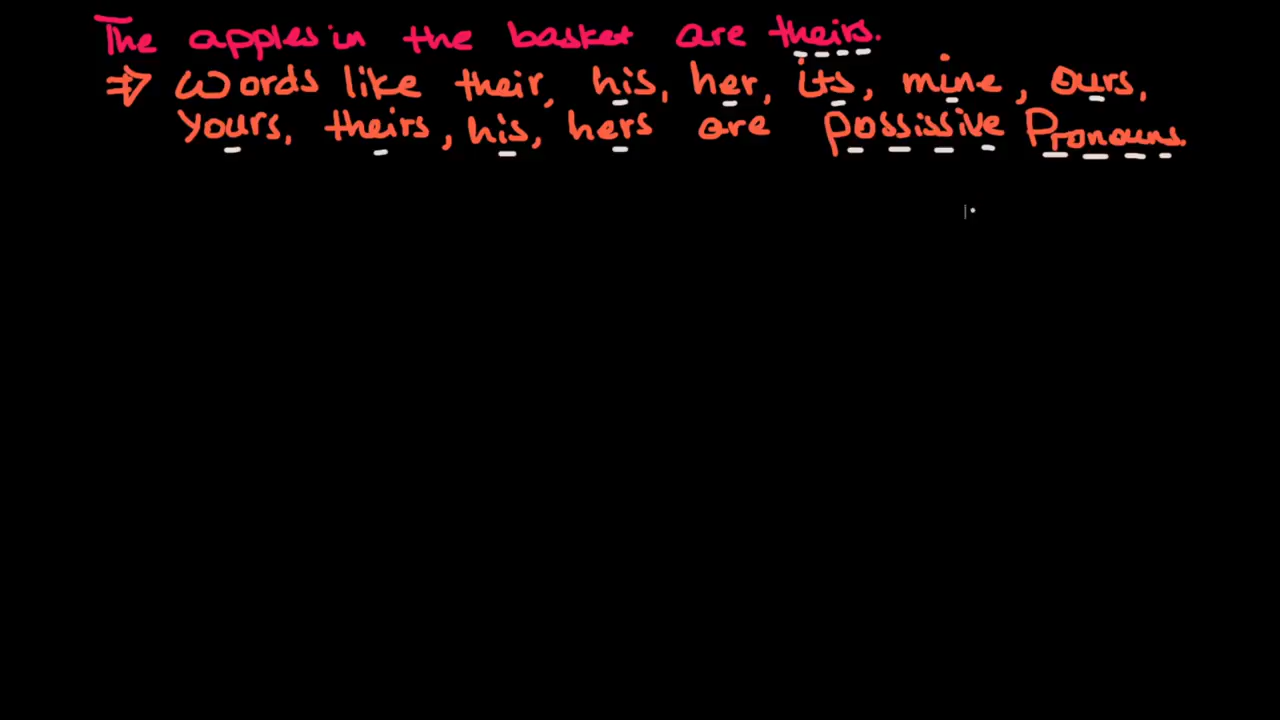 The apples in the basket are theirs.
⇒ Words like their, his, her, its, mine, ours,
yours, theirs, his, hers are possissive Pronouns.